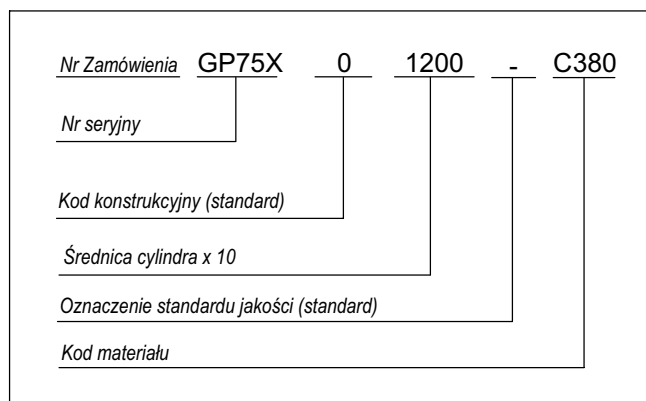 Nr Zamówienia GP75X 0 1200 - C380
Nr seryjny
Kod konstrukcyjny (standard)
Średnica cylindra x 10
Oznaczenie standardu jakości (standard)
Kod materiału